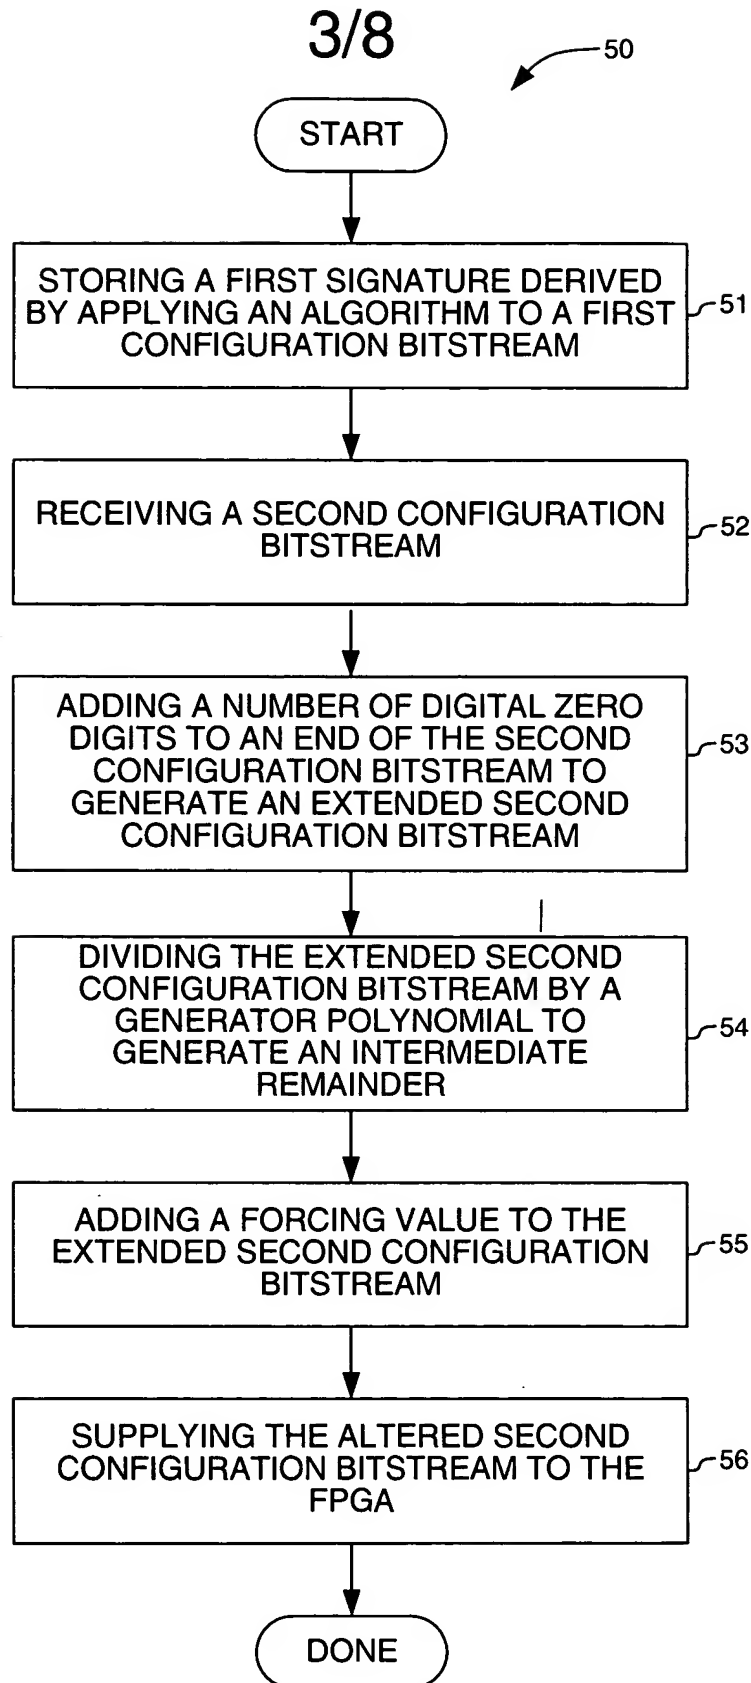 3/8
50
START
STORING A FIRST SIGNATURE DERIVED
BY APPLYING AN ALGORITHM TO A FIRST
CONFIGURATION BITSTREAM
51
RECEIVING A SECOND CONFIGURATION
BITSTREAM
52
ADDING A NUMBER OF DIGITAL ZERO
DIGITS TO AN END OF THE SECOND
CONFIGURATION BITSTREAM TO
GENERATE AN EXTENDED SECOND
CONFIGURATION BITSTREAM
53
DIVIDING THE EXTENDED SECOND
CONFIGURATION BITSTREAM BY A
GENERATOR POLYNOMIAL TO
GENERATE AN INTERMEDIATE
REMAINDER
54
ADDING A FORCING VALUE TO THE
EXTENDED SECOND CONFIGURATION
BITSTREAM
55
SUPPLYING THE ALTERED SECOND
CONFIGURATION BITSTREAM TO THE
FPGA
56
DONE